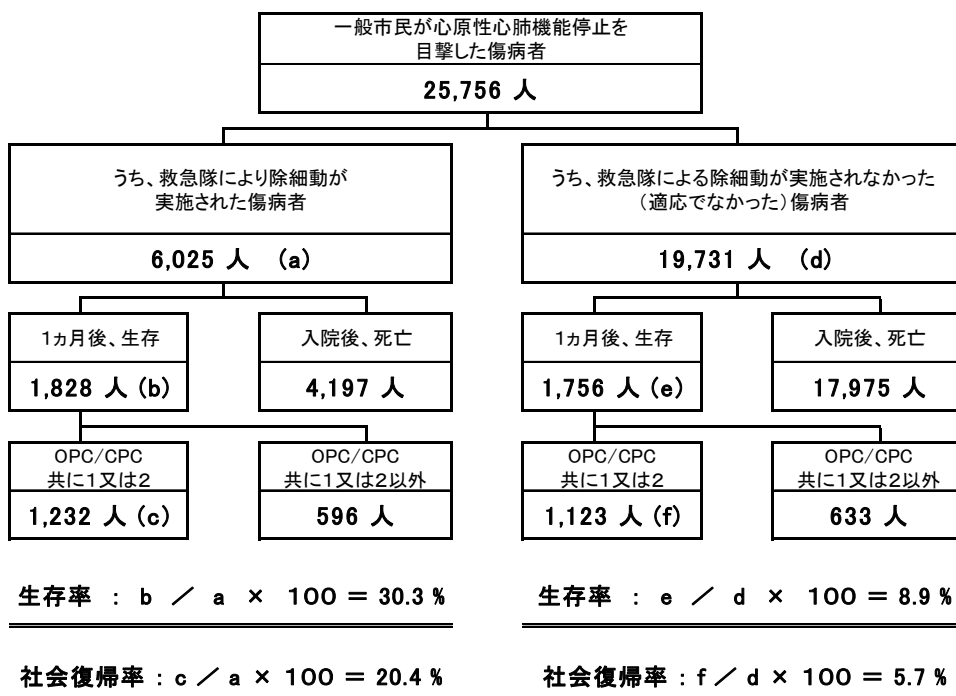 一般市民が心原性心肺機能停止を
目撃した傷病者
25,756 人
うち、救急隊により除細動が
実施された傷病者
6,025 人 (a)
うち、救急隊による除細動が実施されなかった
(適応でなかった)傷病者
19,731 人 (d)
1ヵ月後、生存
1,828 人 (b)
入院後、死亡
4,197 人
1ヵ月後、生存
1,756 人 (e)
入院後、死亡
17,975 人
OPC/CPC
共に1又は2
1,232 人 (c)
OPC/CPC
共に1又は2以外
596 人
OPC/CPC
共に1又は2
1,123 人 (f)
OPC/CPC
共に1又は2以外
633 人
生存率 : b / a × 100 = 30.3 %
生存率 : e / d × 100 = 8.9 %
社会復帰率 : c / a × 100 = 20.4 %
社会復帰率 : f / d × 100 = 5.7 %